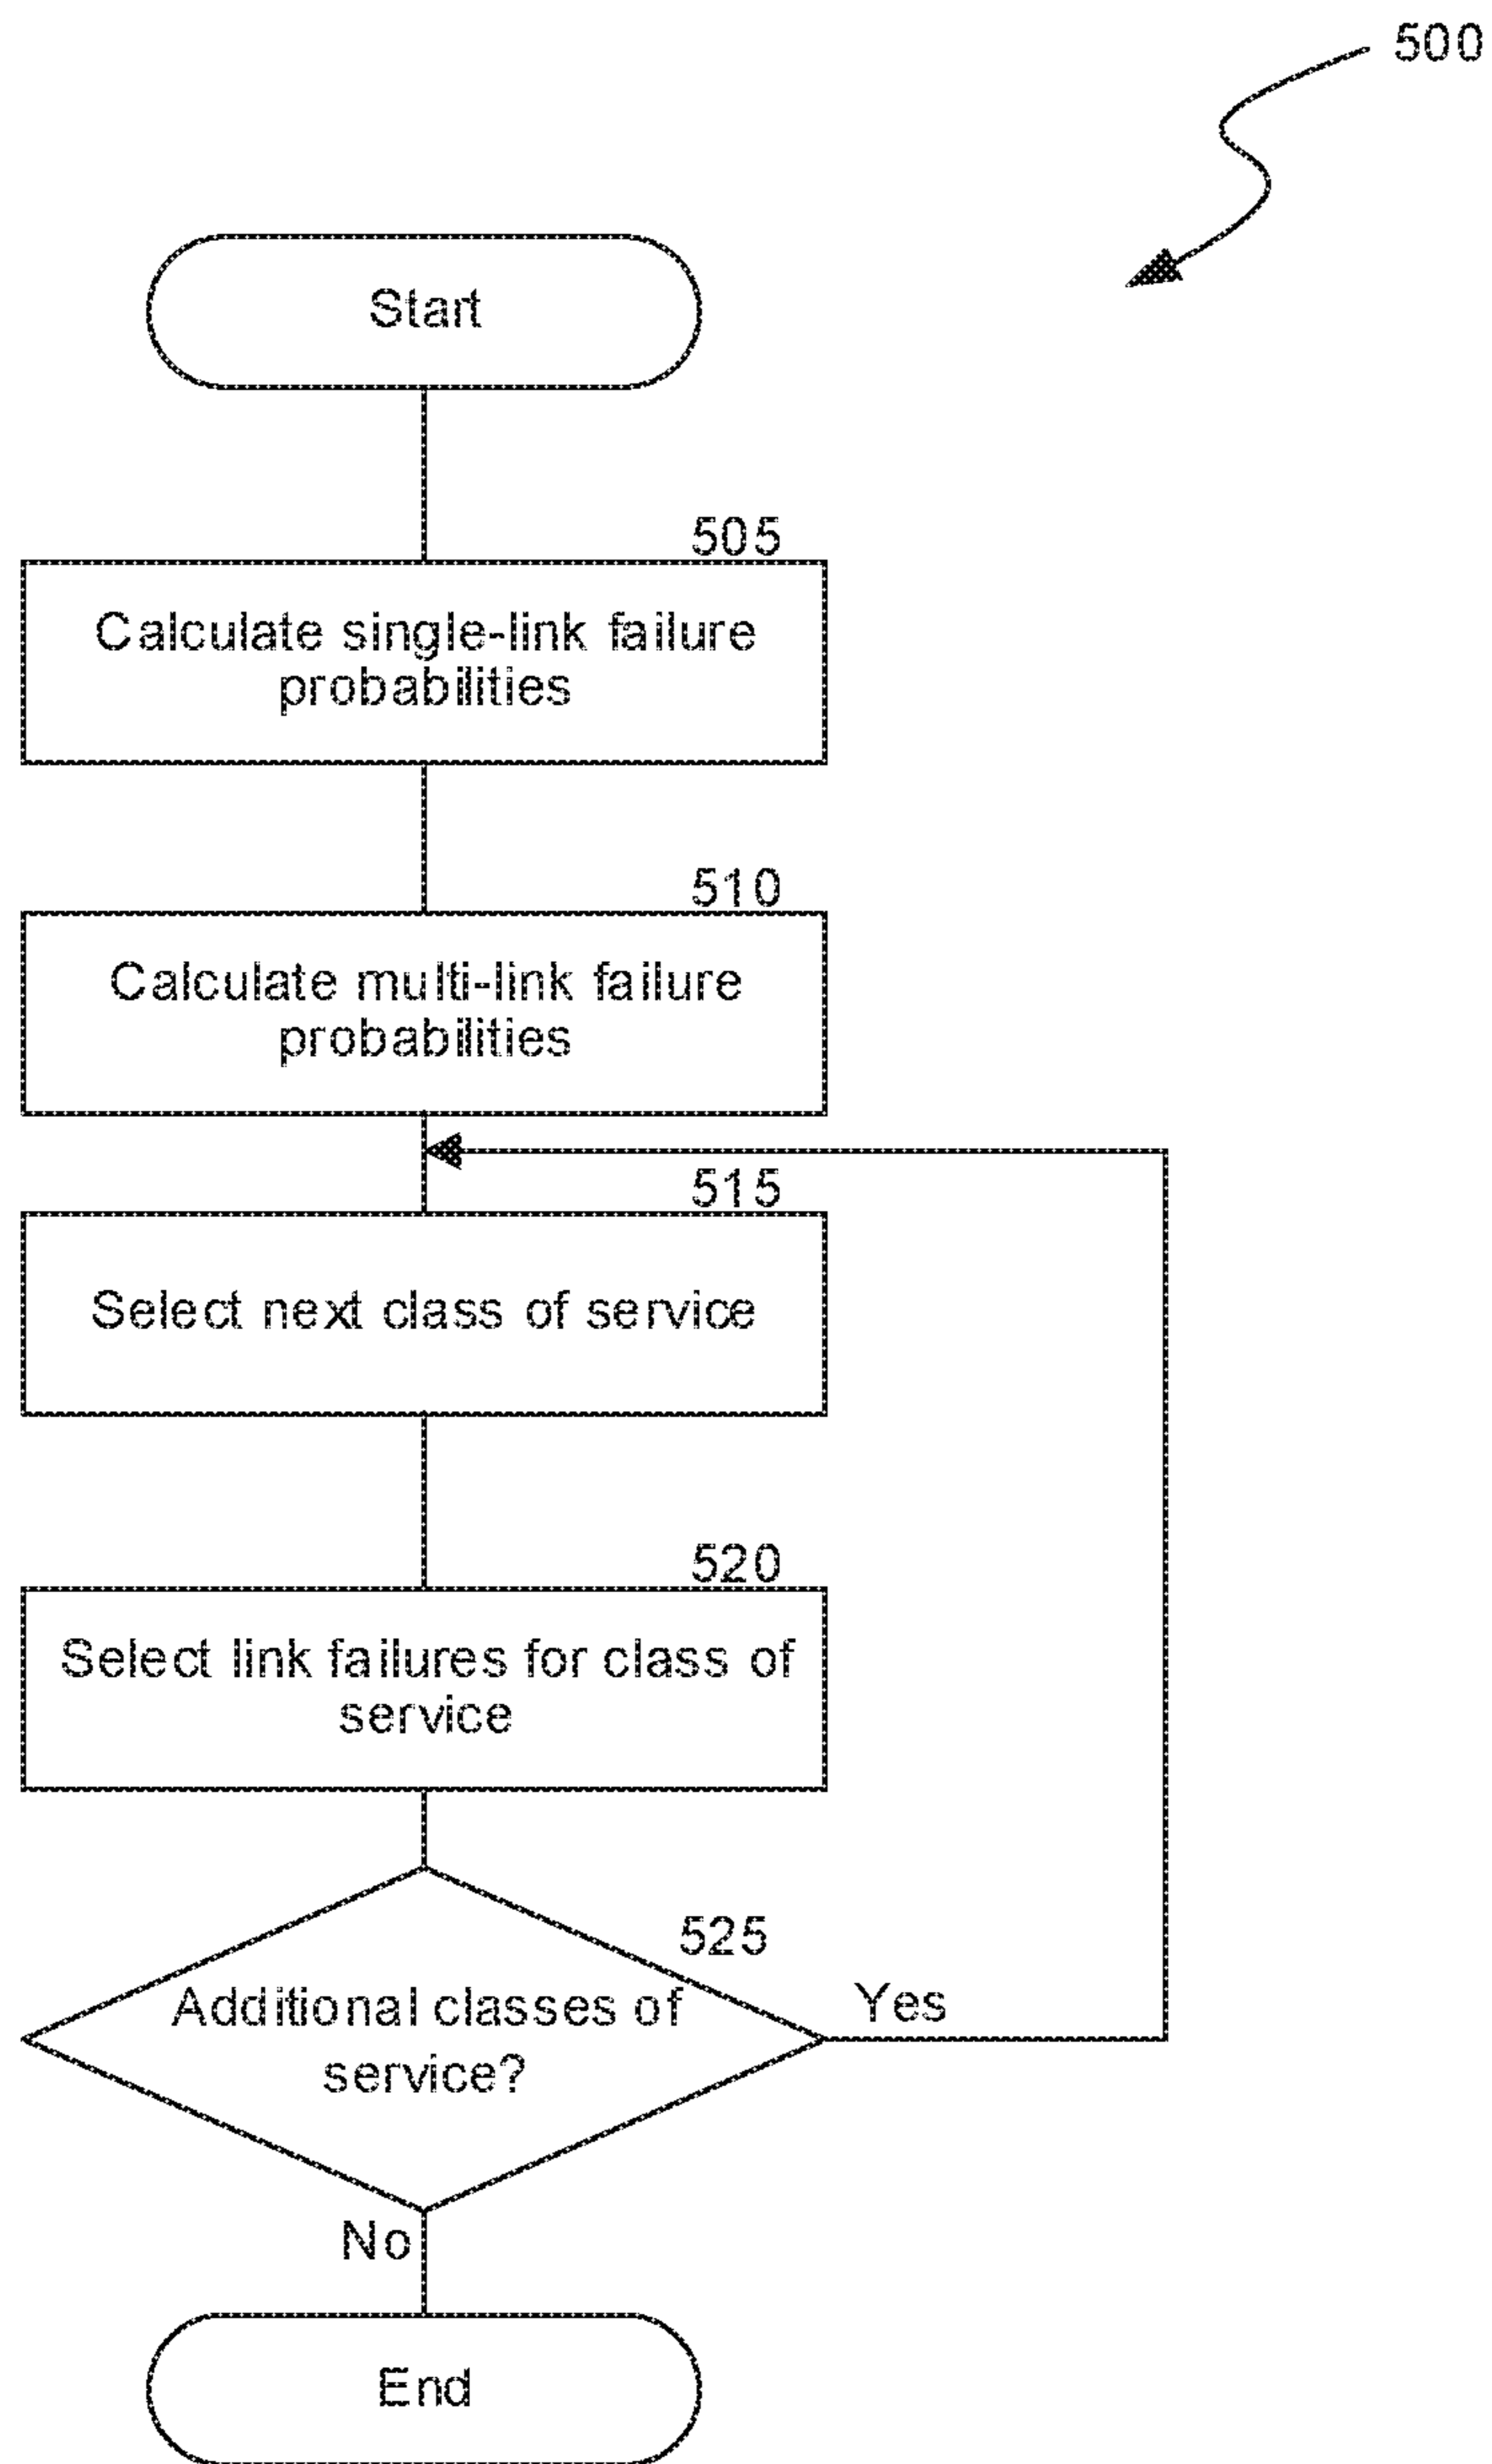 500
Start
505
Calculate single-link failure
probabilities
510
Calculate multi-link failure
probabilities
515
Select next class of service
520
Select link failures for class of
service
525
Additional classes of
service?
Yes
No
End